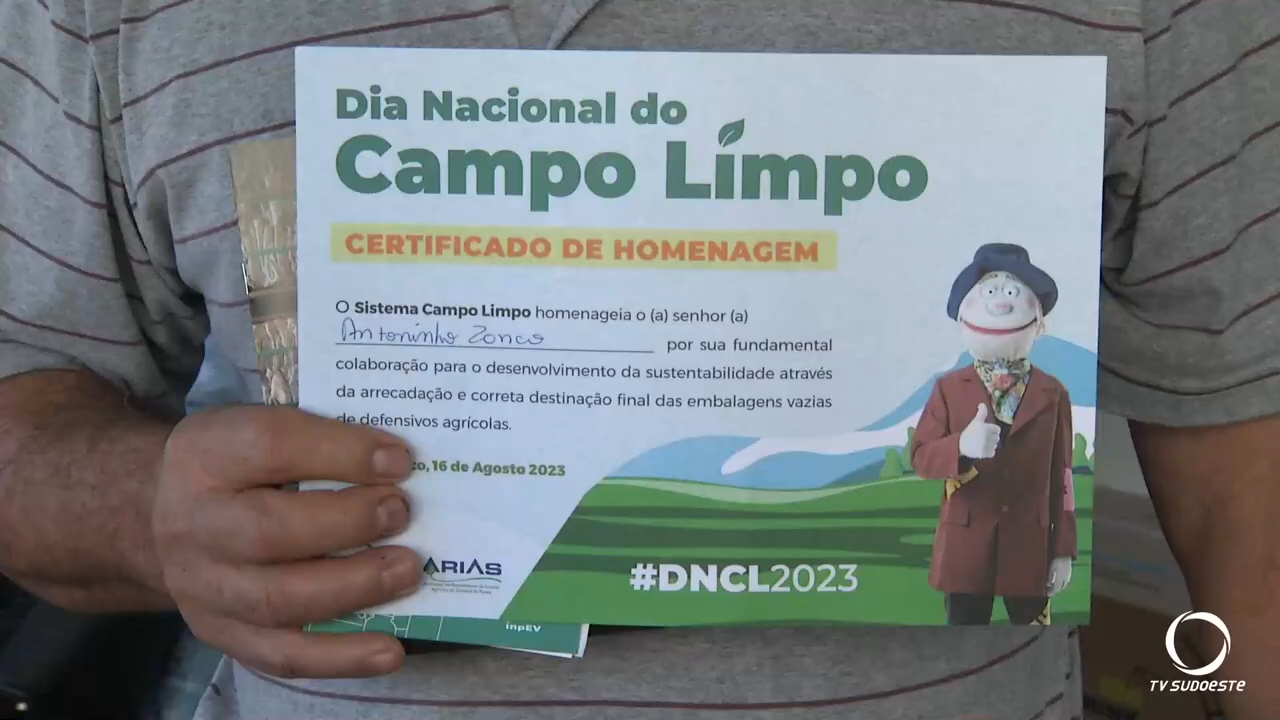 Dia Nacional do
Campo Limpo
CERTIFICADO DE HOMENAGEM
O Sistema Campo Limpo homenageia o (a) senhor (a)
Antoninho Zonco por sua fundamental
colaboração para o desenvolvimento da sustentabilidade através
da arrecadação e correta destinação final das embalagens vazias
de defensivos agrícolas.
co, 16 de Agosto 2023
ARIAS
#DNCL2023
inpEV
TV SUDOESTE